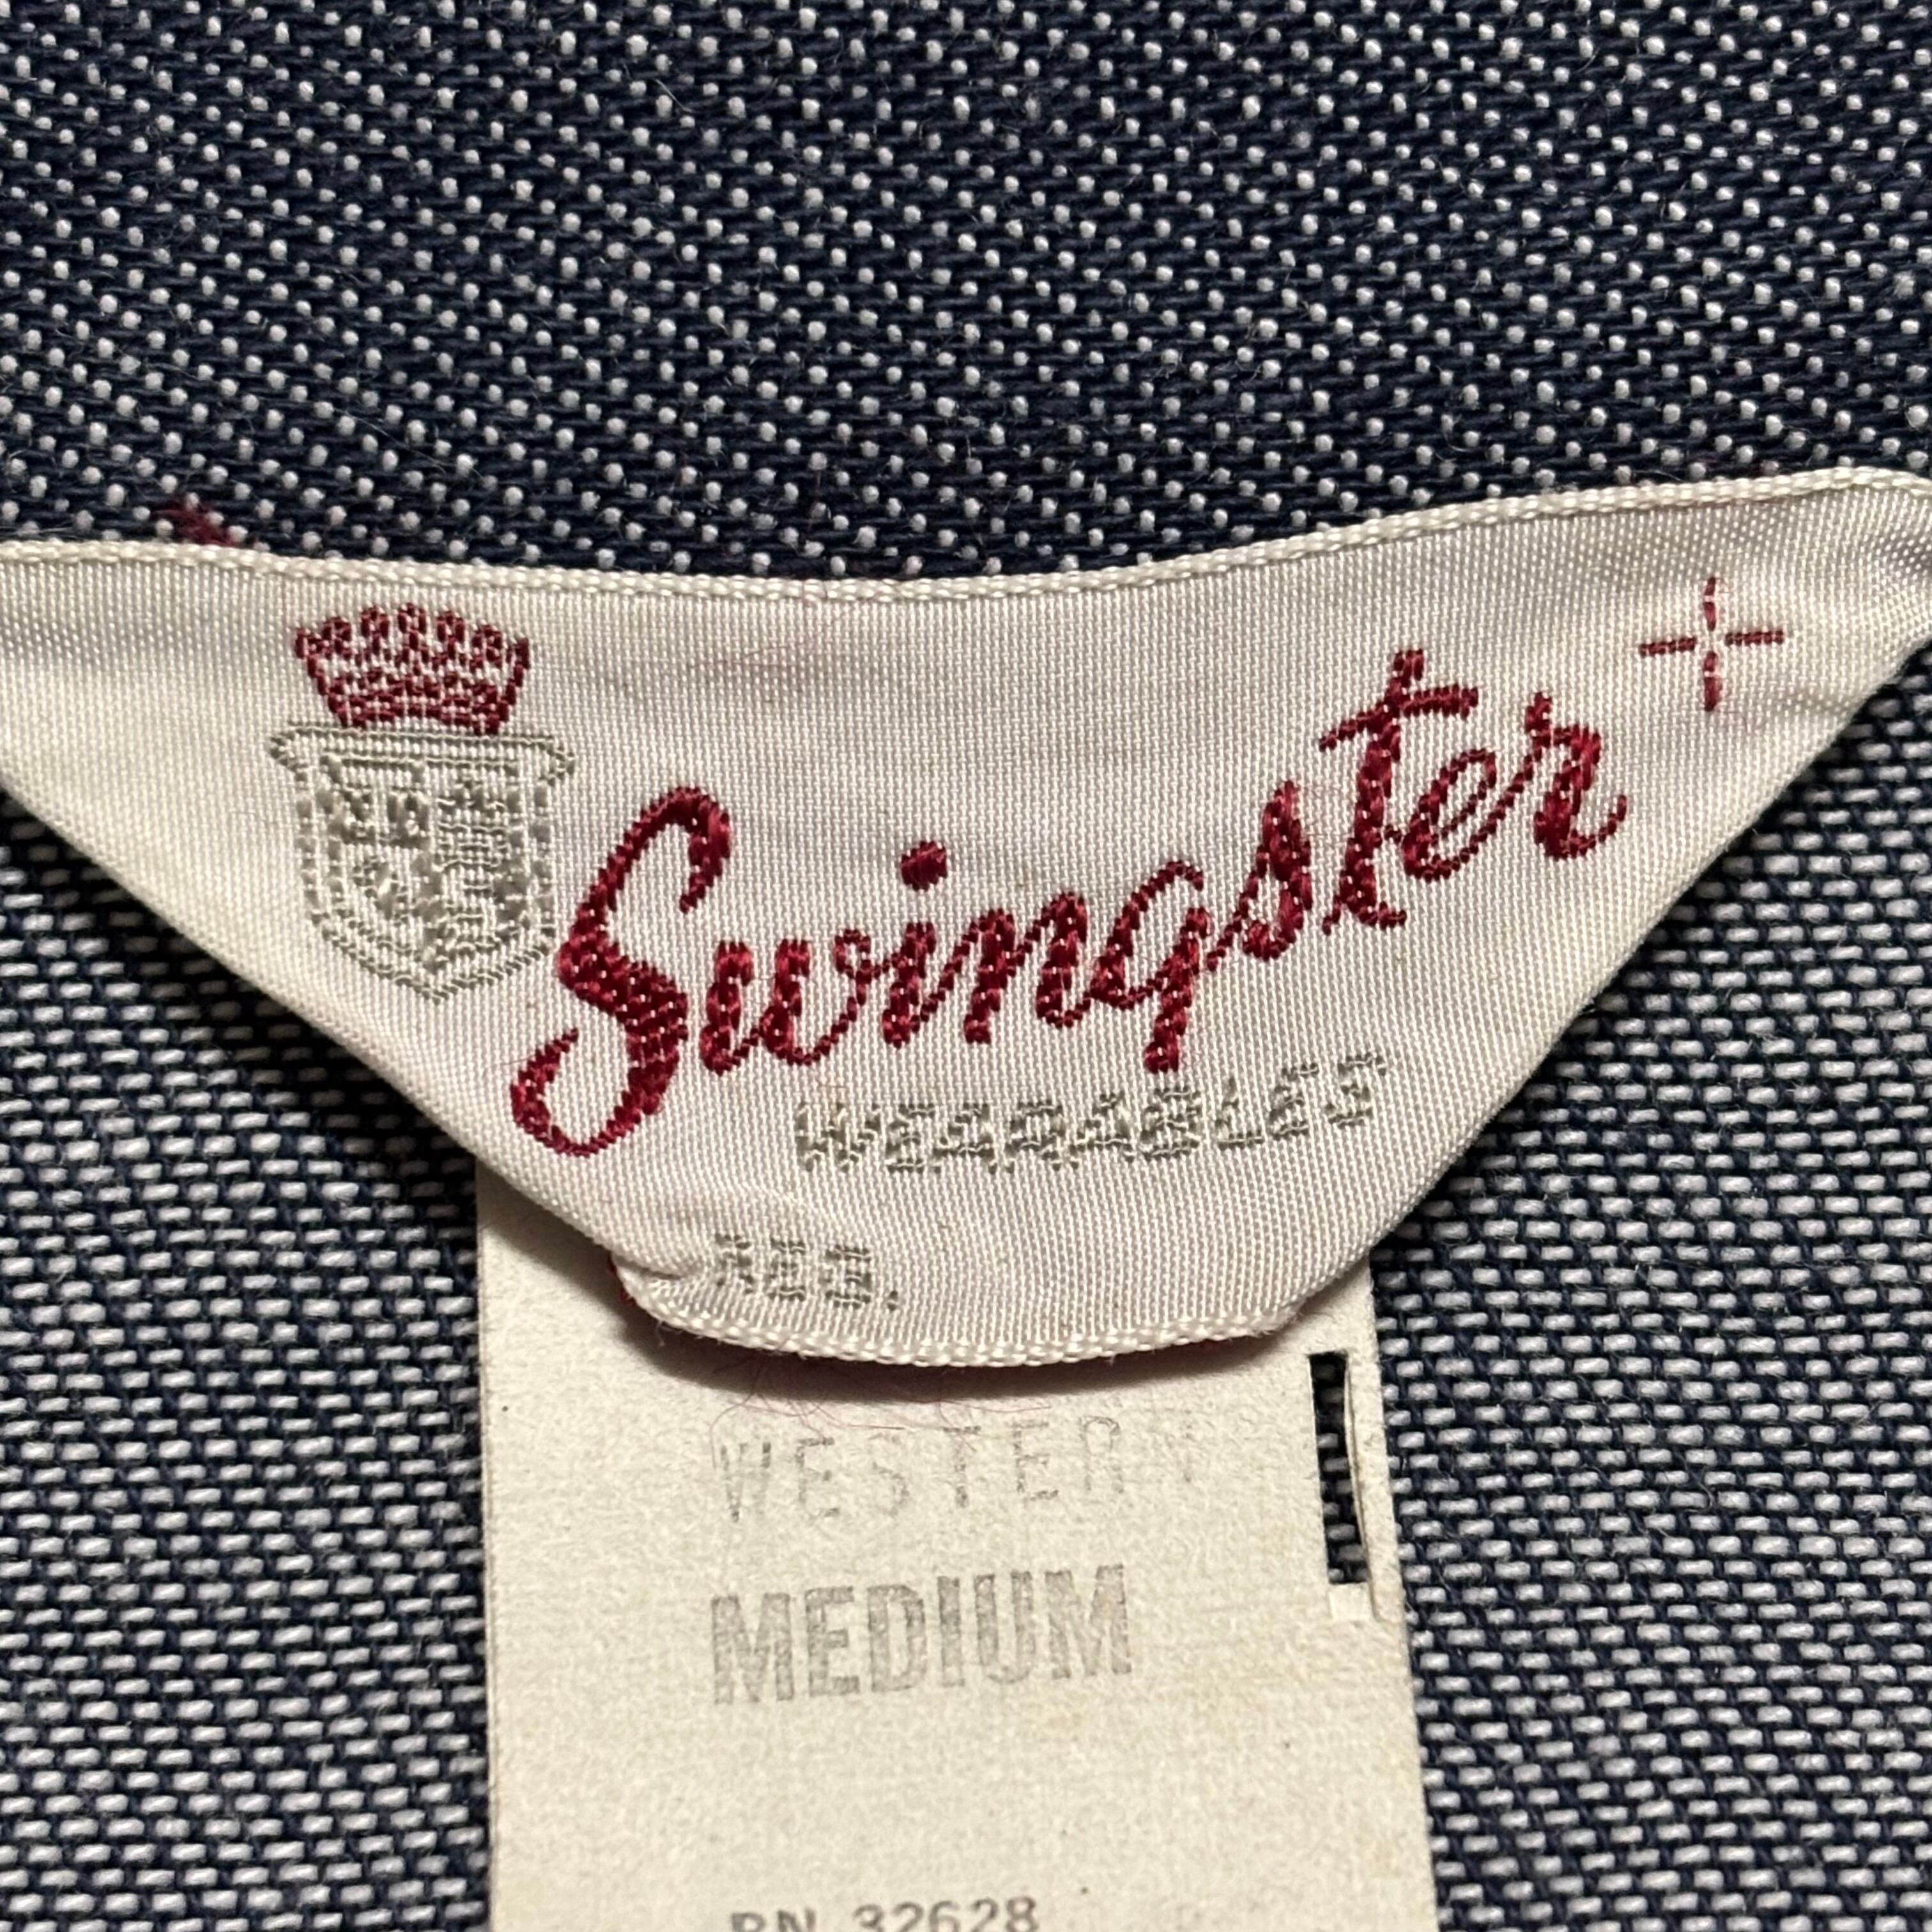 Swingster
WEARABLES
REG.
WESTERN
MEDIUM
RN 32628